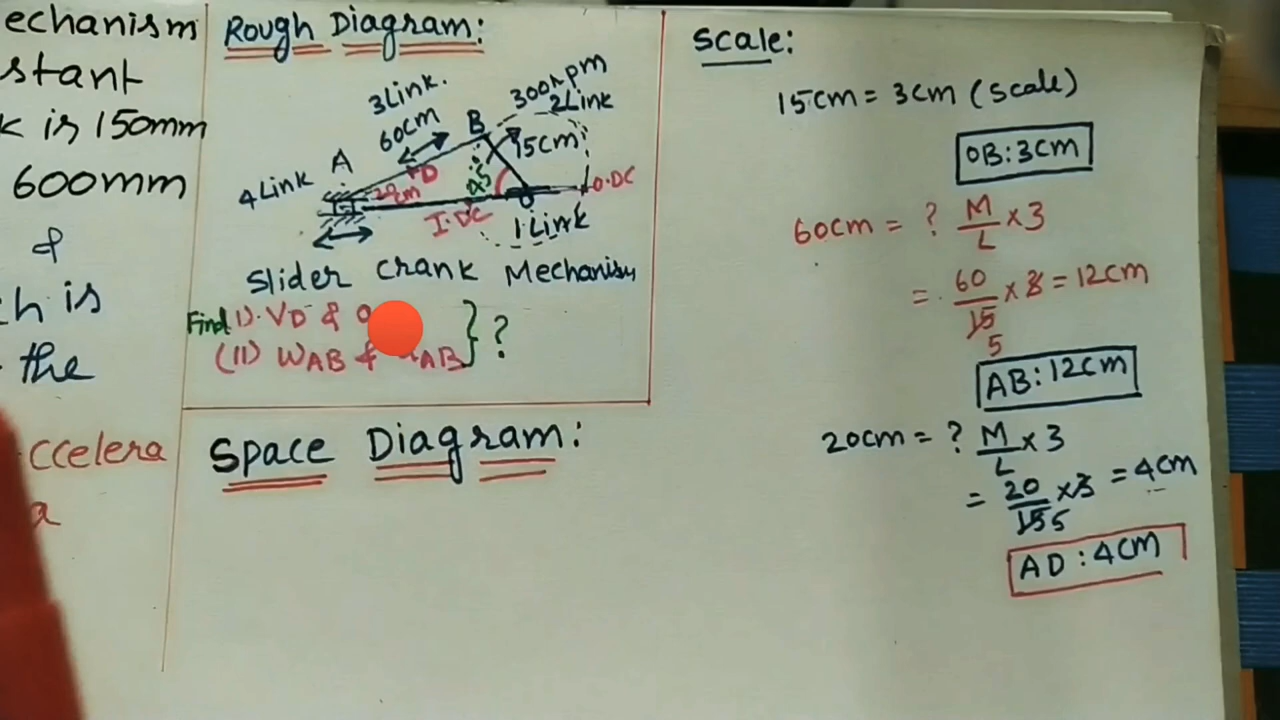 echanism
stant
k is 150mm
600mm
&
h is
the
ccelera
Rough Diagram:
3Link.
60cm
300rpm
2Link
B
15cm
A
D
4Link
20cm
45
O
O.DC
I.DC
1Link
Slider Crank Mechanism
Find i). VD &
(II) WAB & AB } ?
Space Diagram:
Scale:
15cm = 3cm (scale)
OB:3cm
60cm = ? M/L × 3
= 60/15 × 3 = 12cm
5
AB:12cm
20cm = ? M/L × 3
= 20/15 × 3 = 4cm
5
AD:4cm